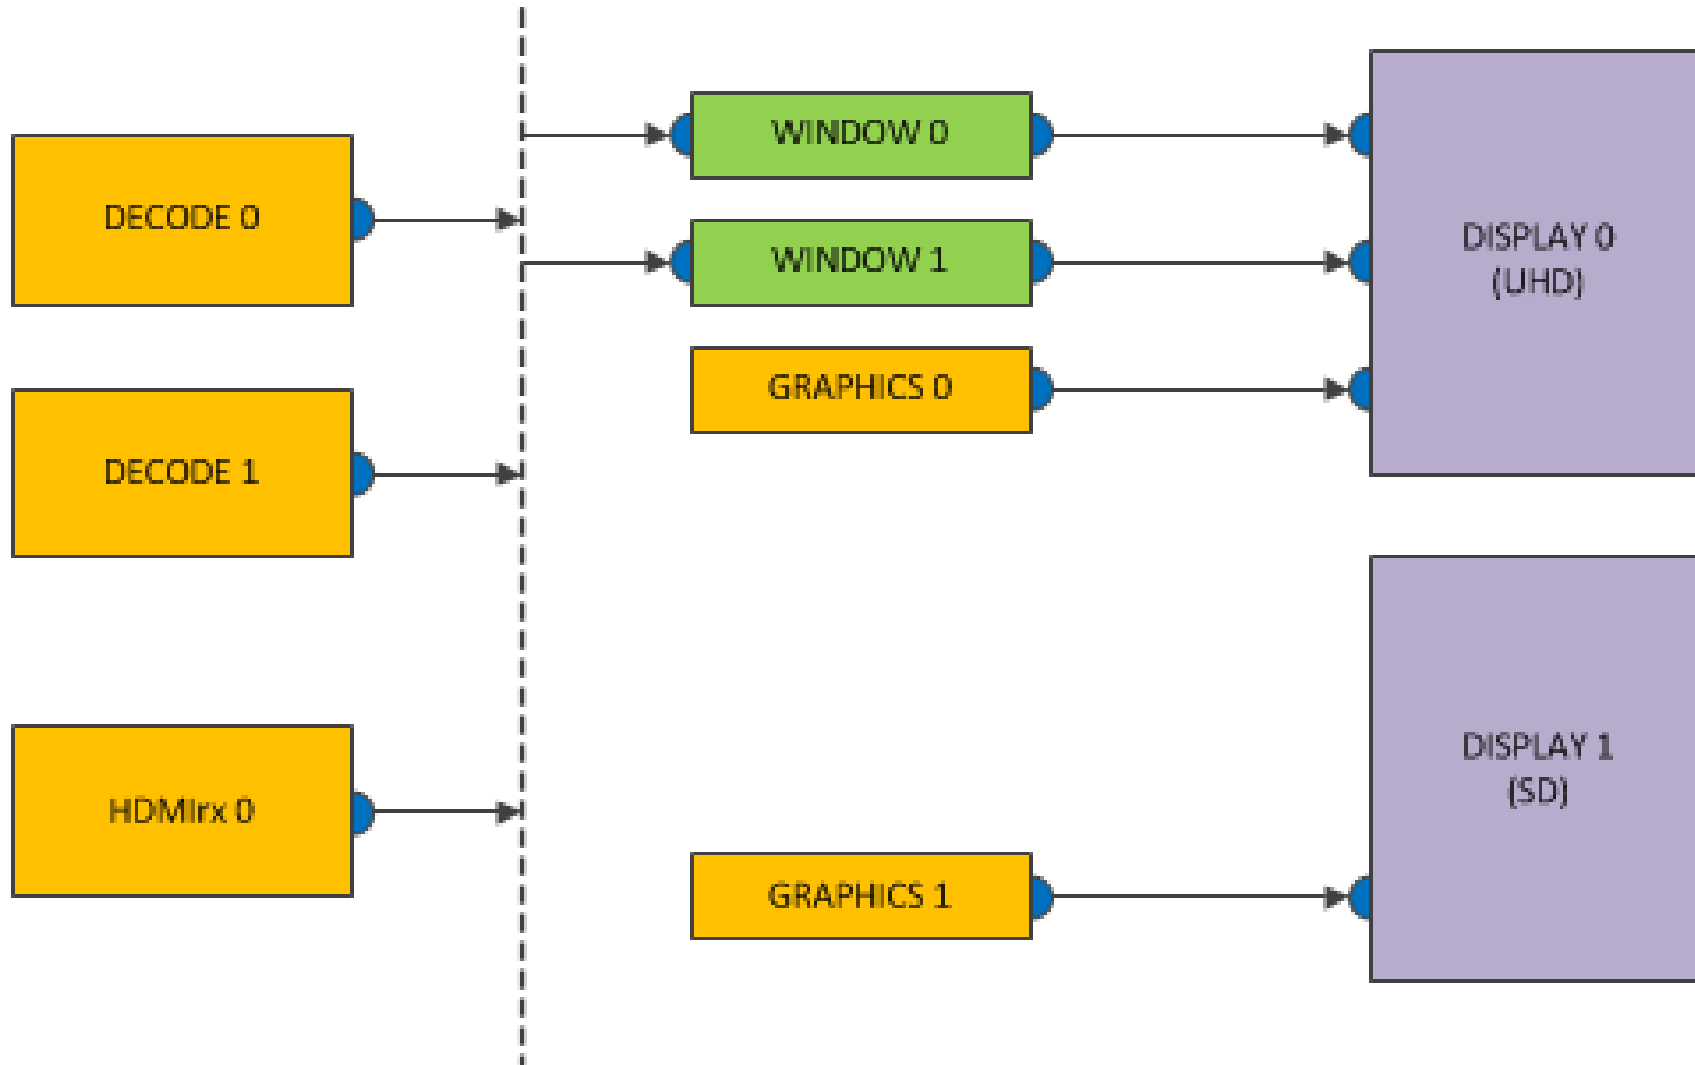 WINDOW 0
DECODE 0
WINDOW 1
DISPLAY 0
(UHD)
GRAPHICS 0
DECODE 1
HDMIrx 0
DISPLAY 1
(SD)
GRAPHICS 1